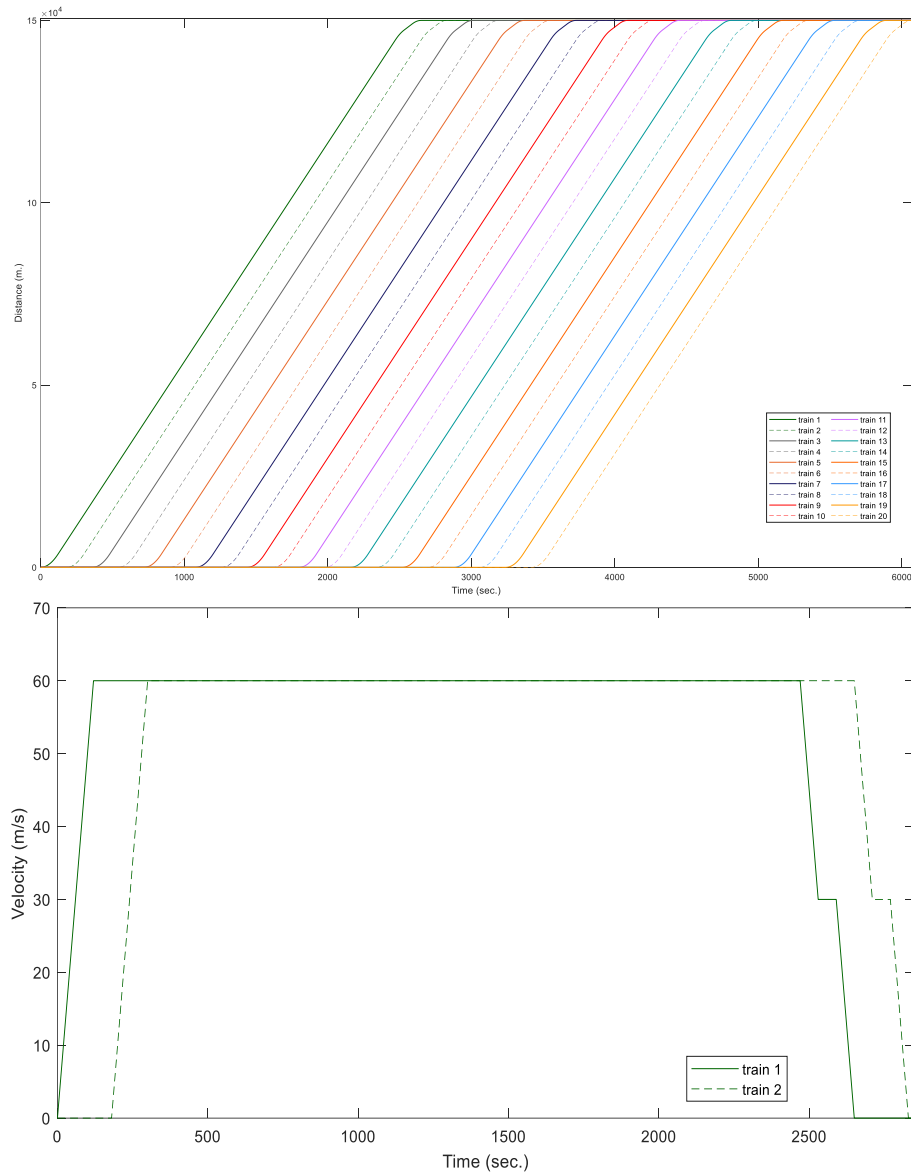 ×10⁴
15
10
5
0
Distance (m.)
train 1 train 11
train 2 train 12
train 3 train 13
train 4 train 14
train 5 train 15
train 6 train 16
train 7 train 17
train 8 train 18
train 9 train 19
train 10 train 20
0 1000 2000 3000 4000 5000 6000
Time (sec.)
70
60
50
40
30
20
10
0
Velocity (m/s)
train 1
train 2
0 500 1000 1500 2000 2500
Time (sec.)